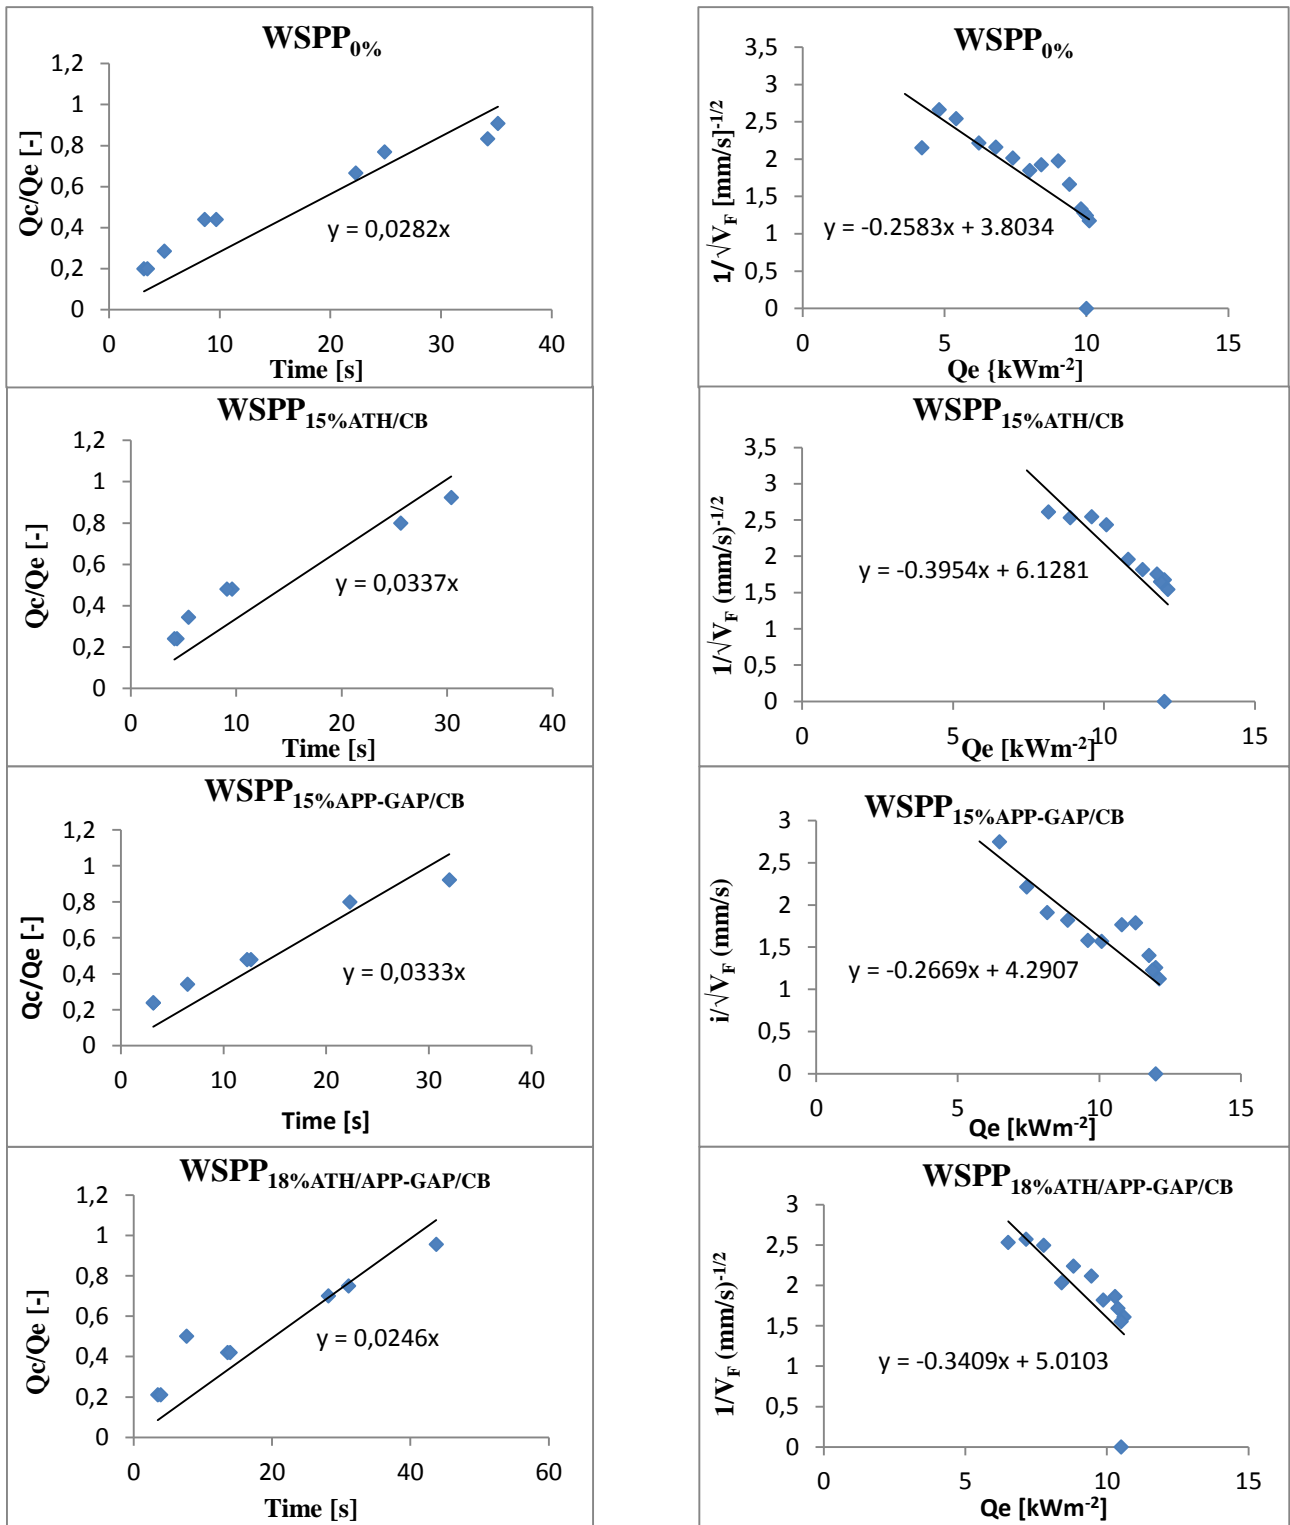 WSPP0%
1,2
1
0,8
0,6
0,4
0,2
0
Qc/Qe [-]
y = 0,0282x
0 10 20 30 40
Time [s]
WSPP0%
3,5
3
2,5
2
1,5
1
0,5
0
1/√VF [mm/s]-1/2
y = -0.2583x + 3.8034
0 5 10 15
Qe {kWm-2]
WSPP15%ATH/CB
1,2
1
0,8
0,6
0,4
0,2
0
Qc/Qe [-]
y = 0,0337x
0 10 20 30 40
Time [s]
WSPP15%ATH/CB
3,5
3
2,5
2
1,5
1
0,5
0
1/√VF (mm/s)-1/2
y = -0.3954x + 6.1281
0 5 10 15
Qe [kWm-2]
WSPP15%APP-GAP/CB
1,2
1
0,8
0,6
0,4
0,2
0
Qc/Qe [-]
y = 0,0333x
0 10 20 30 40
Time [s]
WSPP15%APP-GAP/CB
3
2,5
2
1,5
1
0,5
0
i/√VF (mm/s)
y = -0.2669x + 4.2907
0 5 10 15
Qe [kWm-2]
WSPP18%ATH/APP-GAP/CB
1,2
1
0,8
0,6
0,4
0,2
0
Qc/Qe [-]
y = 0,0246x
0 20 40 60
Time [s]
WSPP18%ATH/APP-GAP/CB
3
2,5
2
1,5
1
0,5
0
1/VF (mm/s)-1/2
y = -0.3409x + 5.0103
0 5 10 15
Qe [kWm-2]